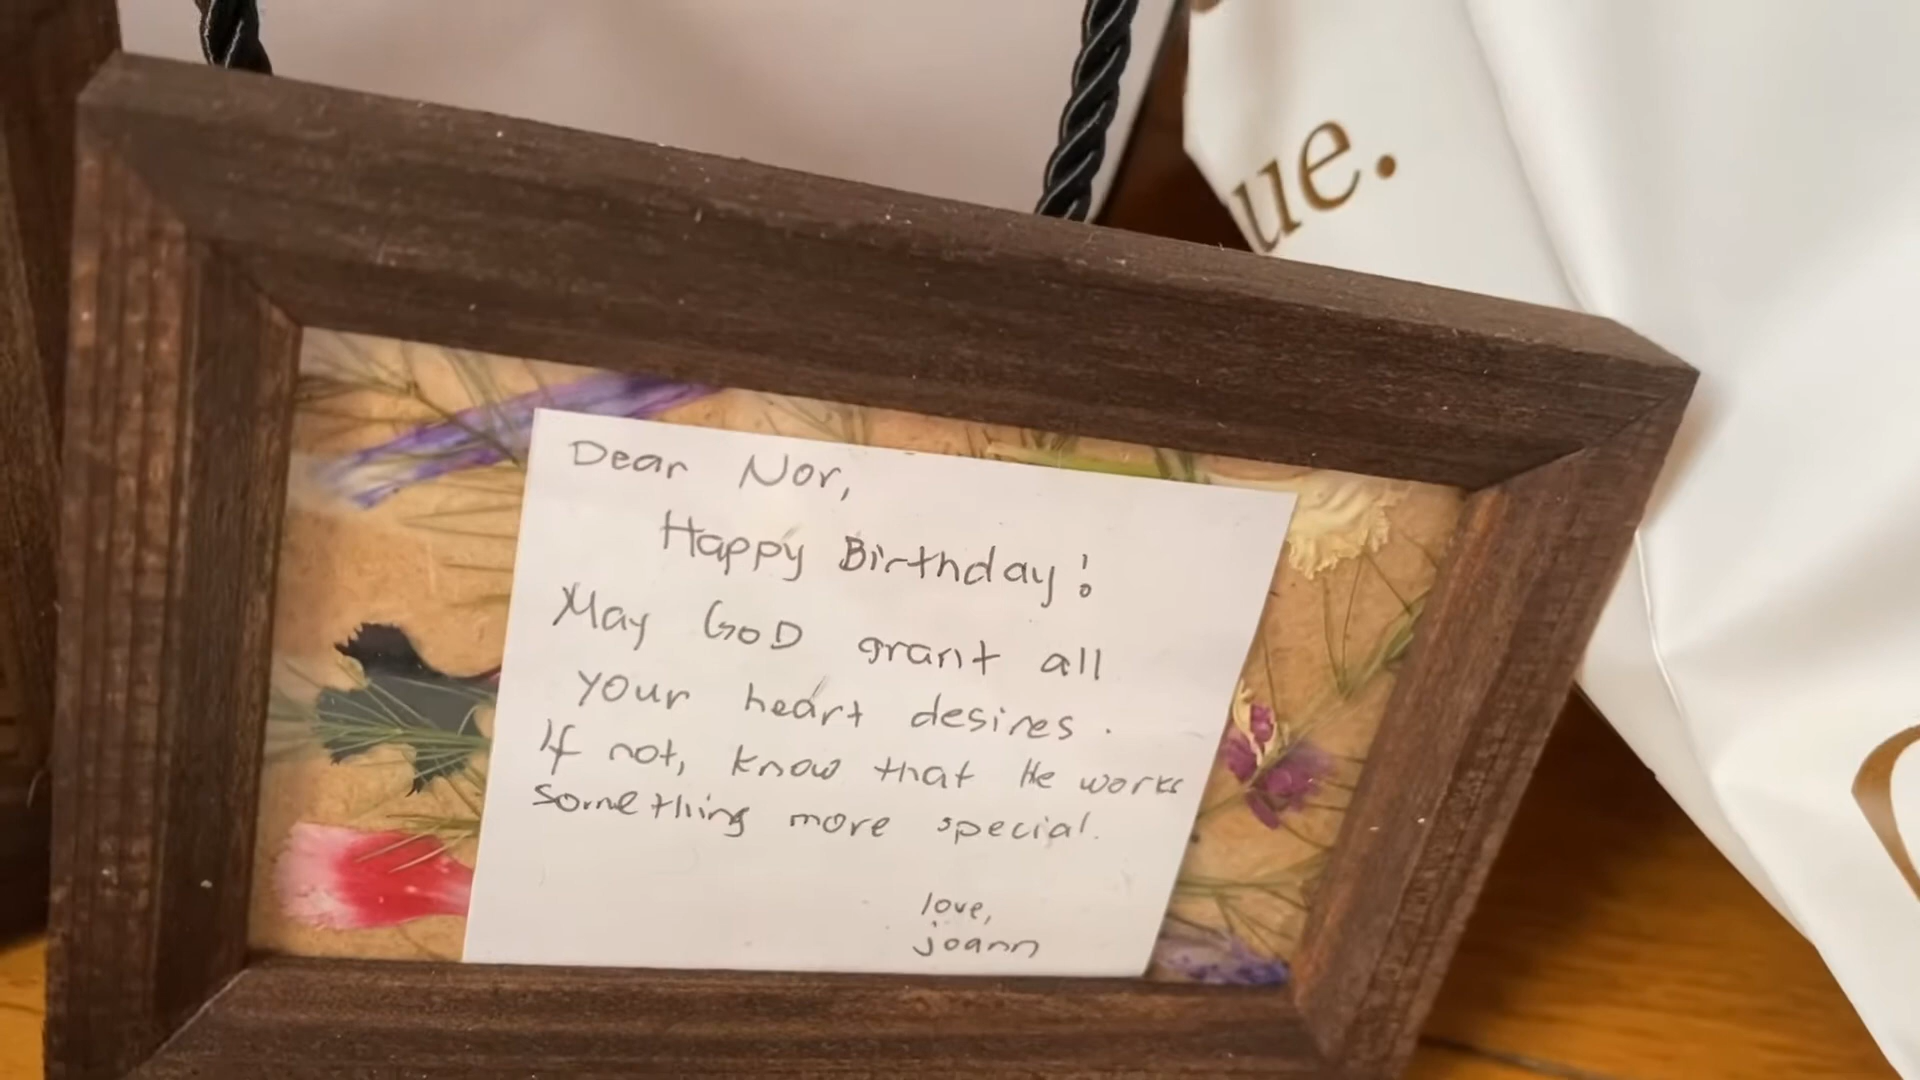 ue.
Dear Nor,
Happy Birthday!
May GOD grant all
your heart desires.
If not, know that He works
something more special.
love,
joann